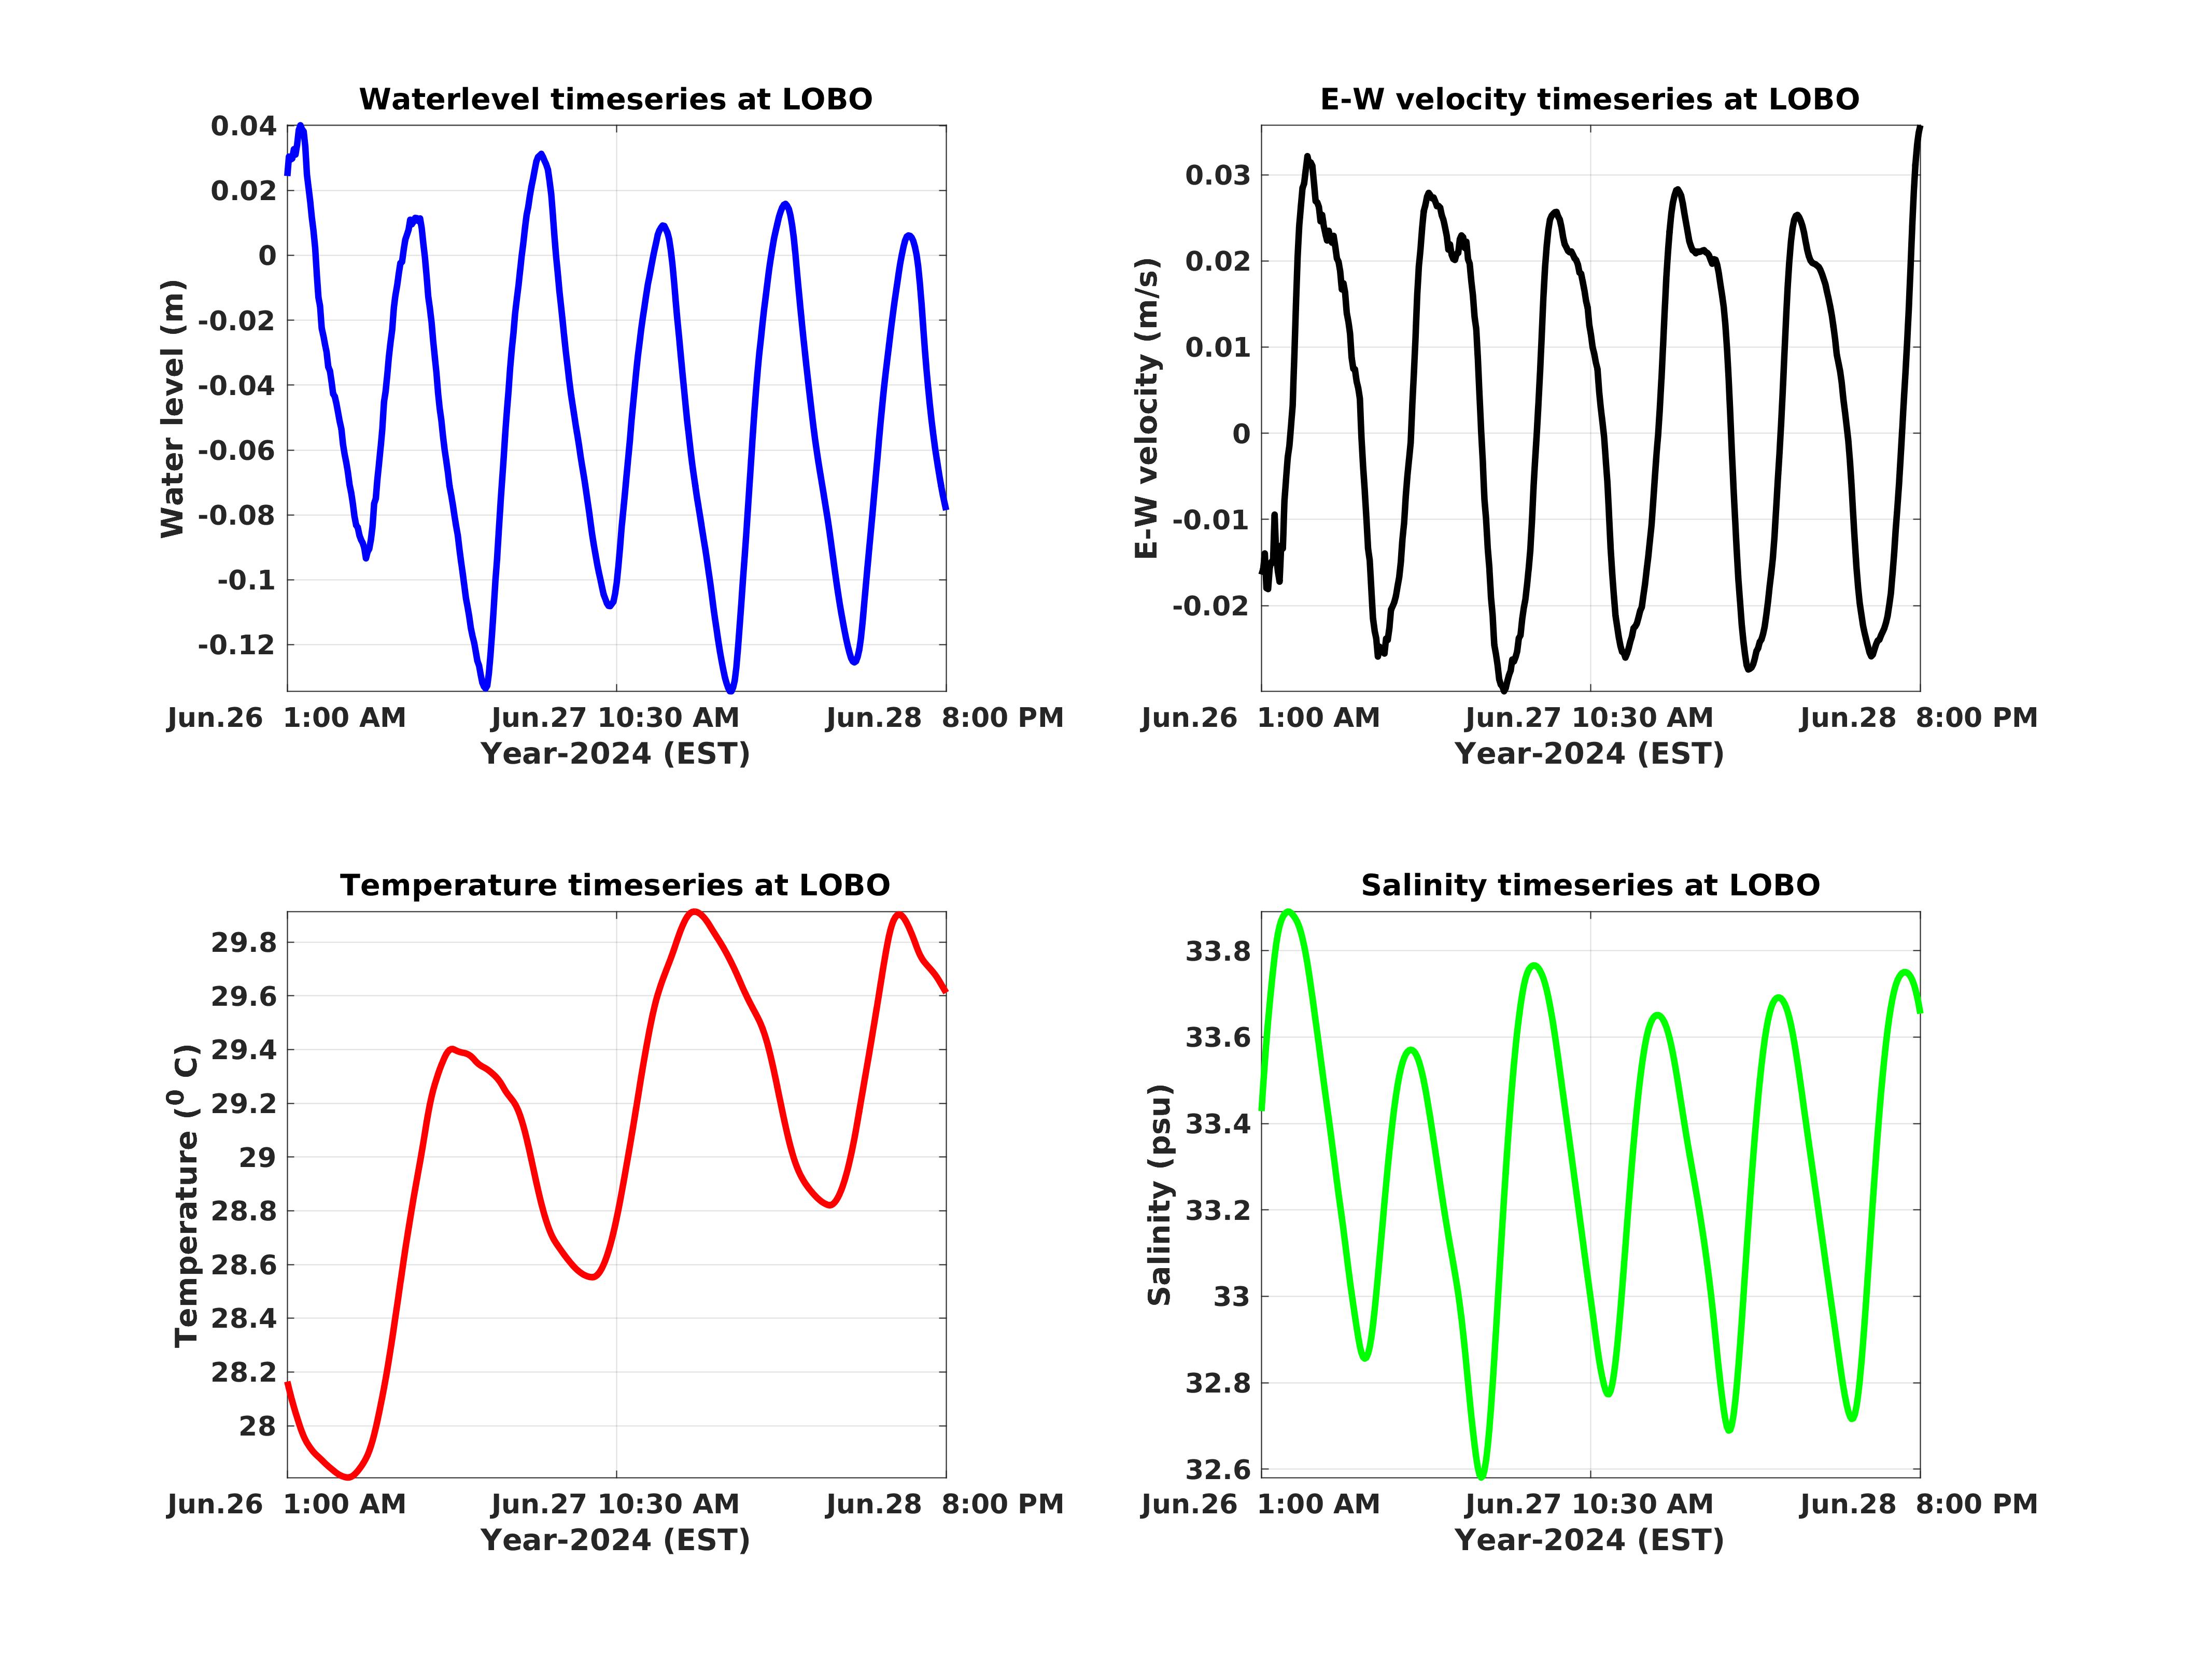 Waterlevel timeseries at LOBO
0.04
0.02
0
-0.02
-0.04
-0.06
-0.08
-0.1
-0.12
Water level (m)
Jun.26 1:00 AM
Jun.27 10:30 AM
Jun.28 8:00 PM
Year-2024 (EST)
E-W velocity timeseries at LOBO
0.03
0.02
0.01
0
-0.01
-0.02
E-W velocity (m/s)
Jun.26 1:00 AM
Jun.27 10:30 AM
Jun.28 8:00 PM
Year-2024 (EST)
Temperature timeseries at LOBO
29.8
29.6
29.4
29.2
29
28.8
28.6
28.4
28.2
28
Temperature (⁰ C)
Jun.26 1:00 AM
Jun.27 10:30 AM
Jun.28 8:00 PM
Year-2024 (EST)
Salinity timeseries at LOBO
33.8
33.6
33.4
33.2
33
32.8
32.6
Salinity (psu)
Jun.26 1:00 AM
Jun.27 10:30 AM
Jun.28 8:00 PM
Year-2024 (EST)